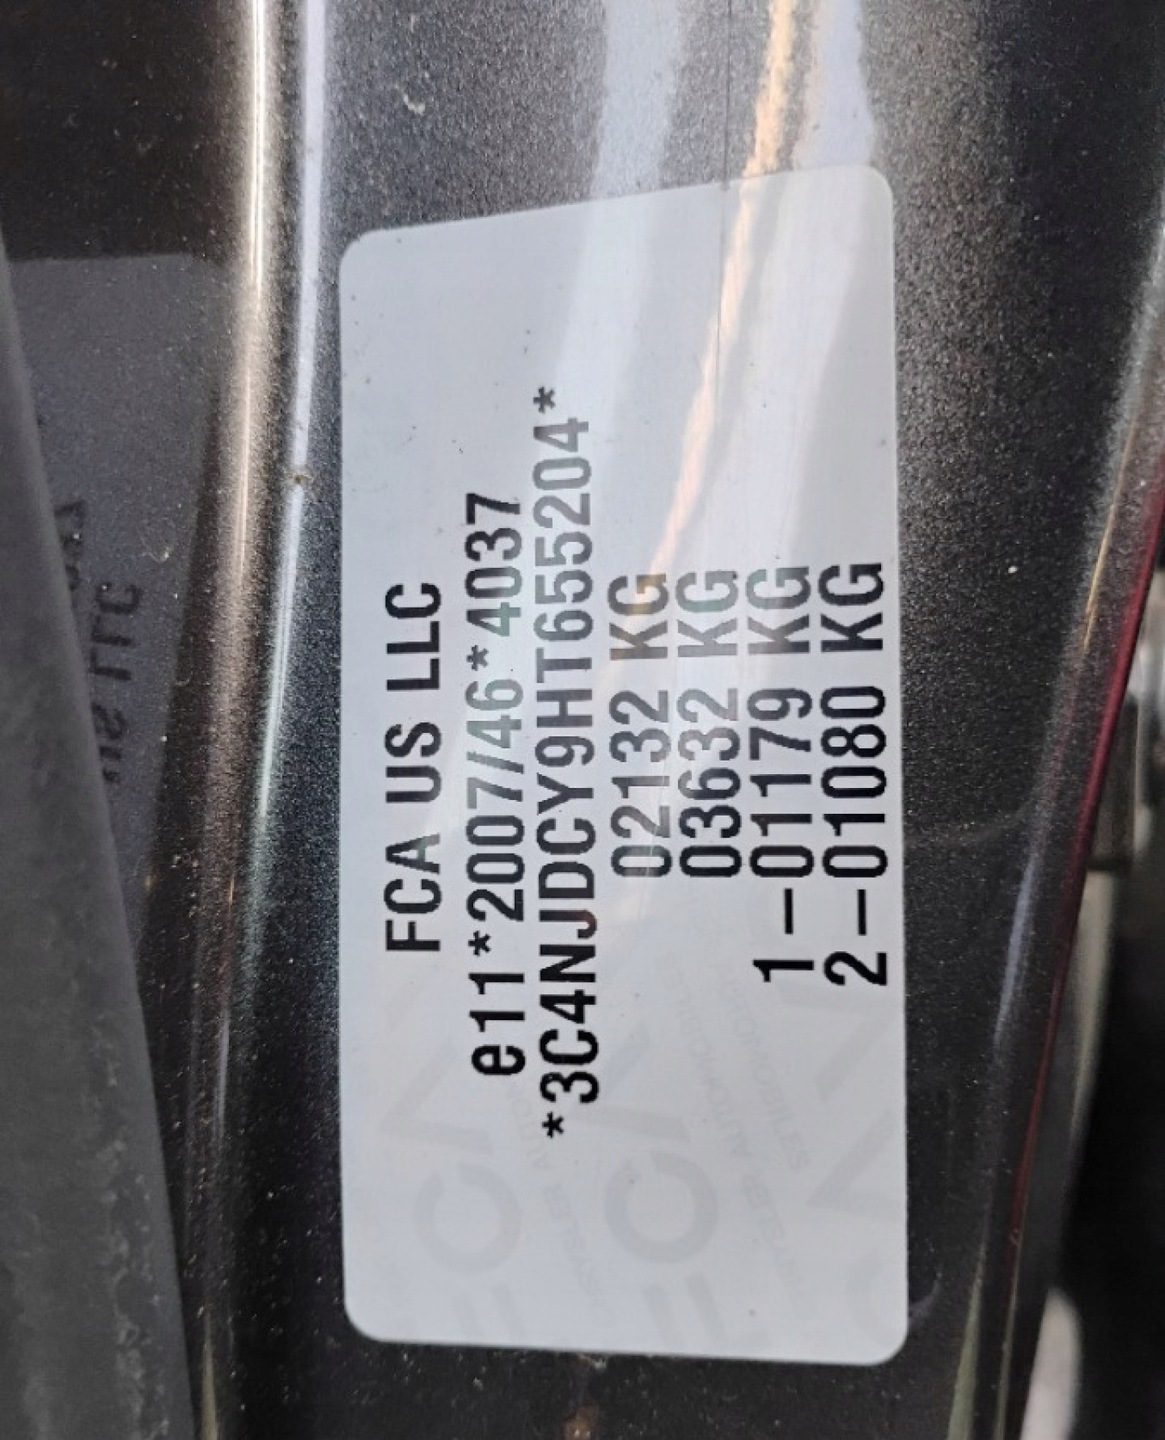 FCA US LLC
e11*2007/46*4037
*3C4NJDCY9HT655204*
02132 KG
03632 KG
1-01179 KG
2-01080 KG